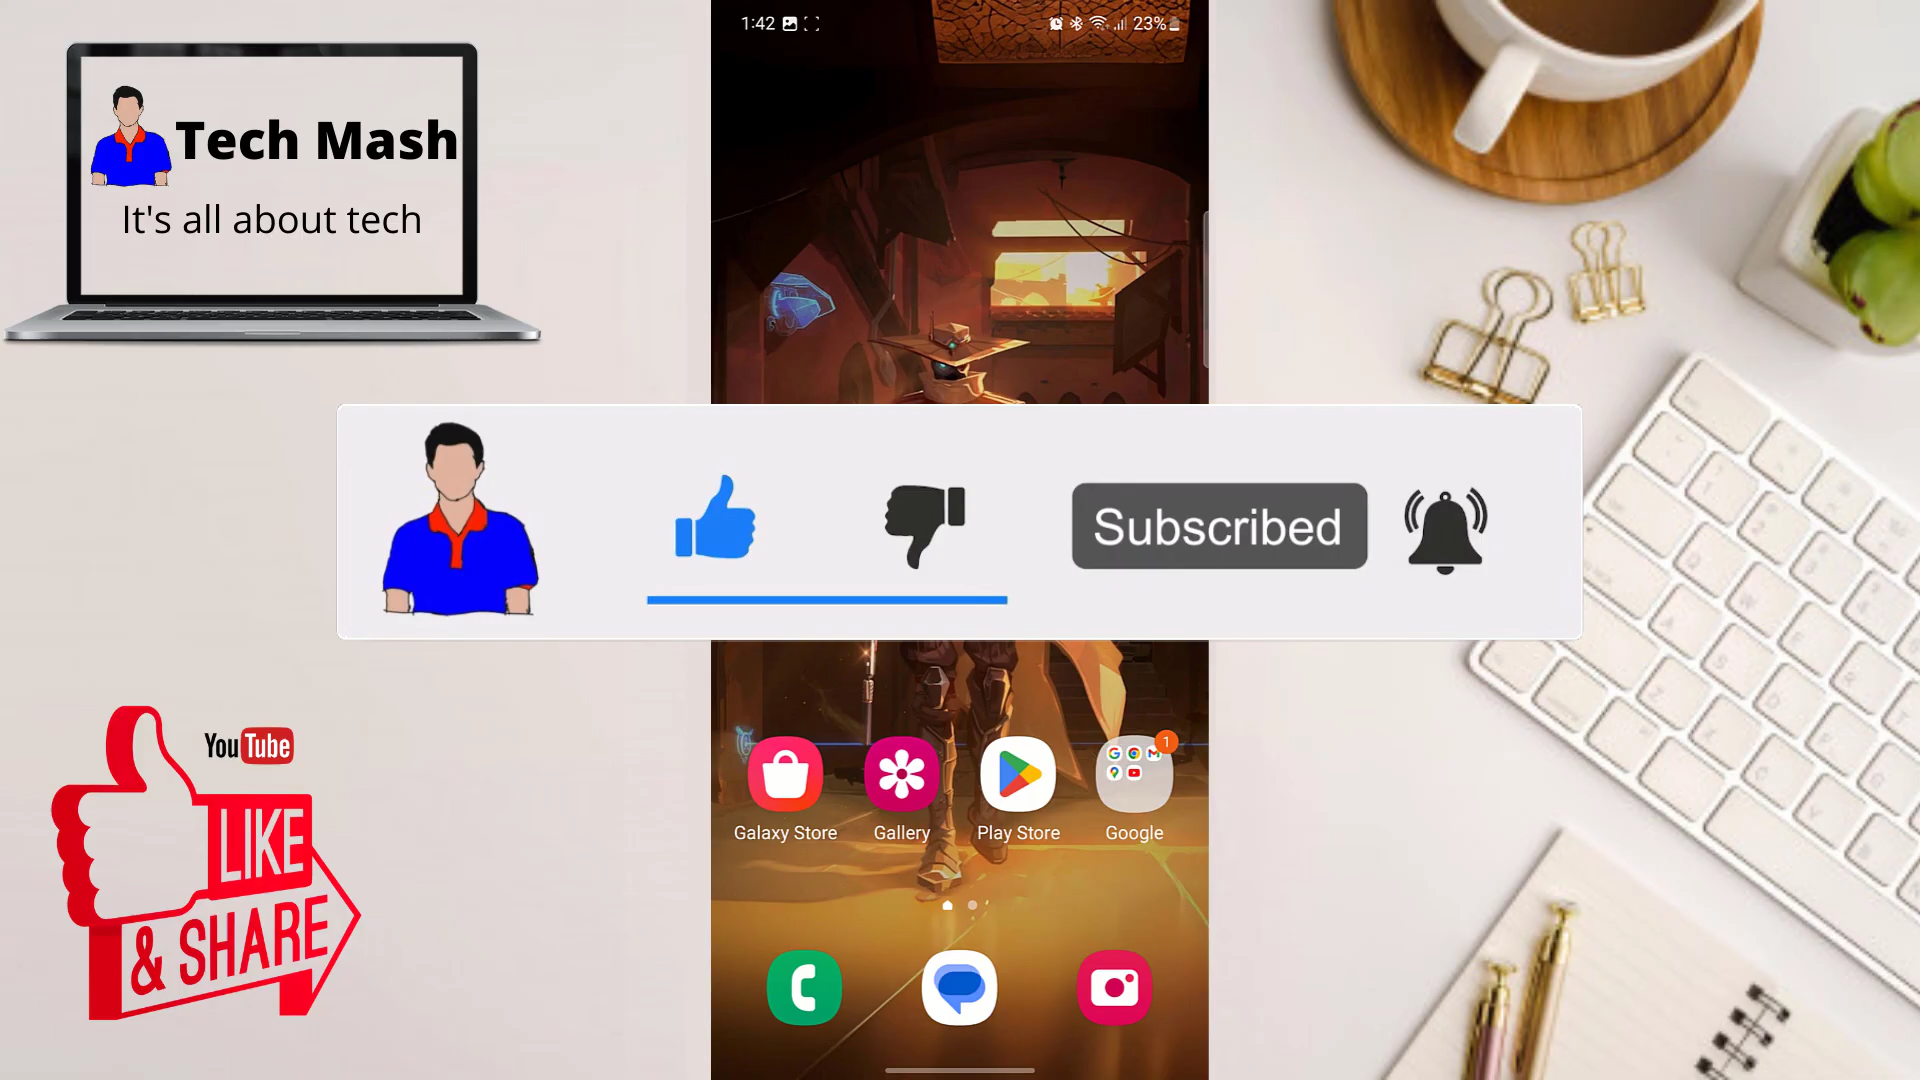 1:42
23%
Tech Mash
It's all about tech
Subscribed
YouTube
LIKE
& SHARE
1
Galaxy Store
Gallery
Play Store
Google